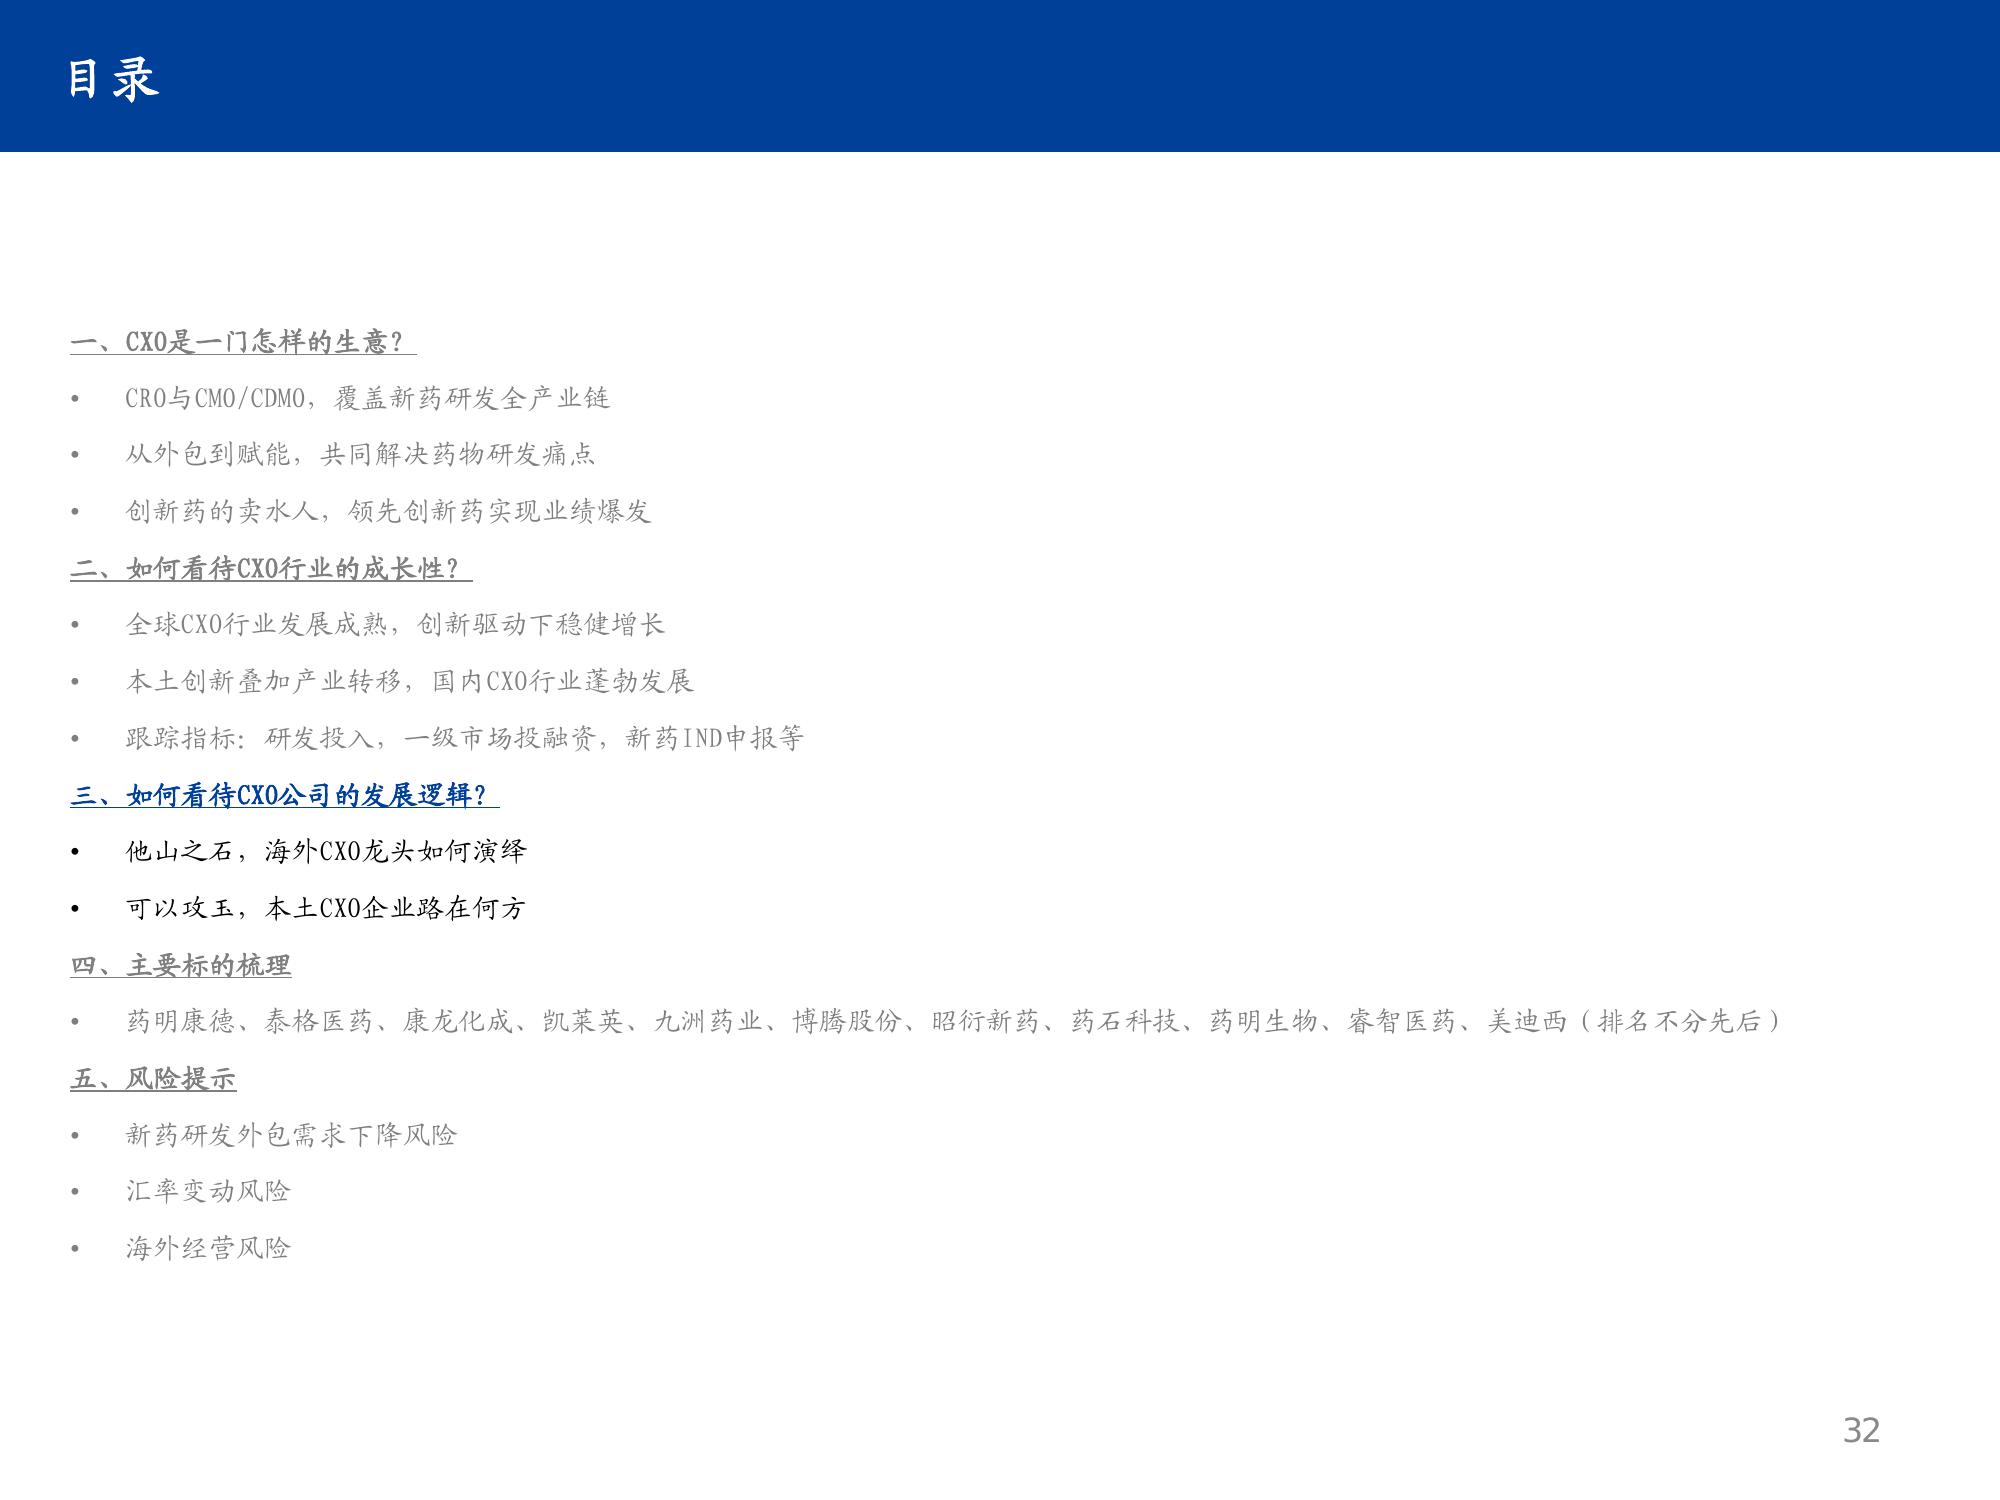 目录
一、CXO是一门怎样的生意？
• CRO与CMO/CDMO，覆盖新药研发全产业链
• 从外包到赋能，共同解决药物研发痛点
• 创新药的卖水人，领先创新药实现业绩爆发
二、如何看待CXO行业的成长性？
• 全球CXO行业发展成熟，创新驱动下稳健增长
• 本土创新叠加产业转移，国内CXO行业蓬勃发展
• 跟踪指标：研发投入，一级市场投融资，新药IND申报等
三、如何看待CXO公司的发展逻辑？
• 他山之石，海外CXO龙头如何演绎
• 可以攻玉，本土CXO企业路在何方
四、主要标的梳理
• 药明康德、泰格医药、康龙化成、凯莱英、九洲药业、博腾股份、昭衍新药、药石科技、药明生物、睿智医药、美迪西（排名不分先后）
五、风险提示
• 新药研发外包需求下降风险
• 汇率变动风险
• 海外经营风险
32